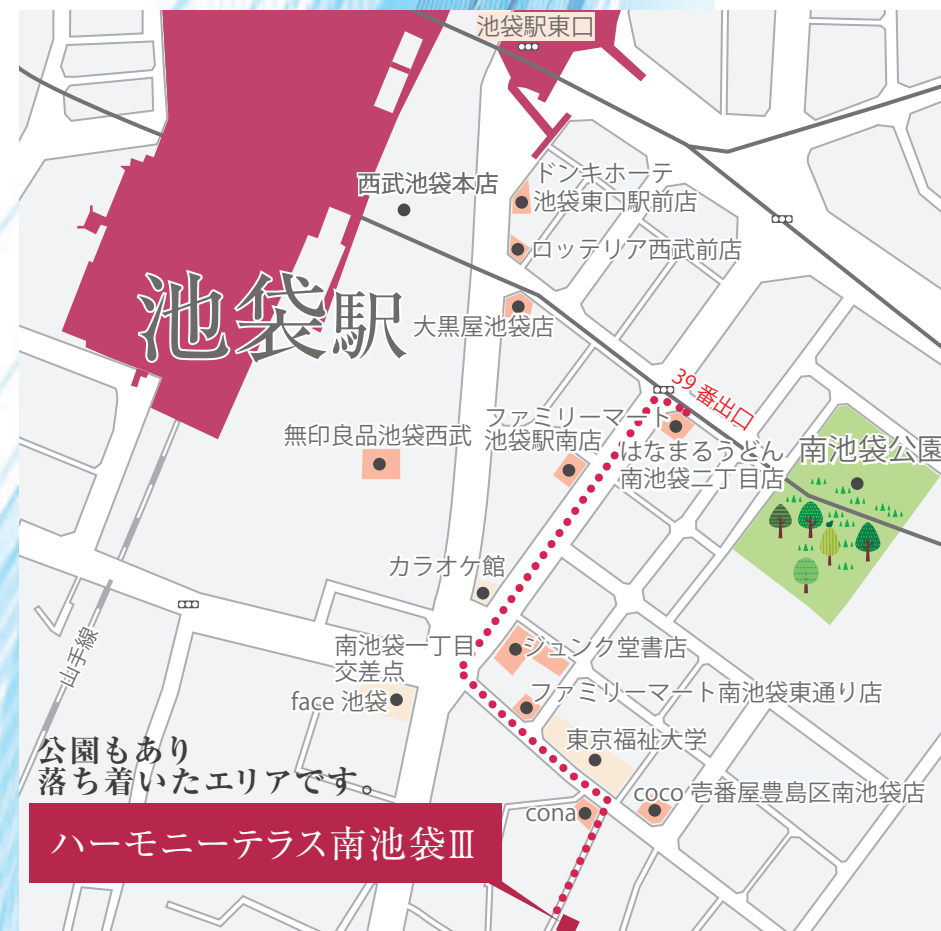 池袋駅東口
西武池袋本店
ドンキホーテ
池袋東口駅前店
ロッテリア西武前店
池袋駅
大黒屋池袋店
39番出口
ファミリーマート
池袋駅南店
無印良品池袋西武
はなまるうどん
南池袋二丁目店
南池袋公園
カラオケ館
山手線
南池袋一丁目
交差点
ジュンク堂書店
face 池袋
ファミリーマート南池袋東通り店
東京福祉大学
公園もあり
落ち着いたエリアです。
coco 壱番屋豊島区南池袋店
cona
ハーモニーテラス南池袋Ⅲ